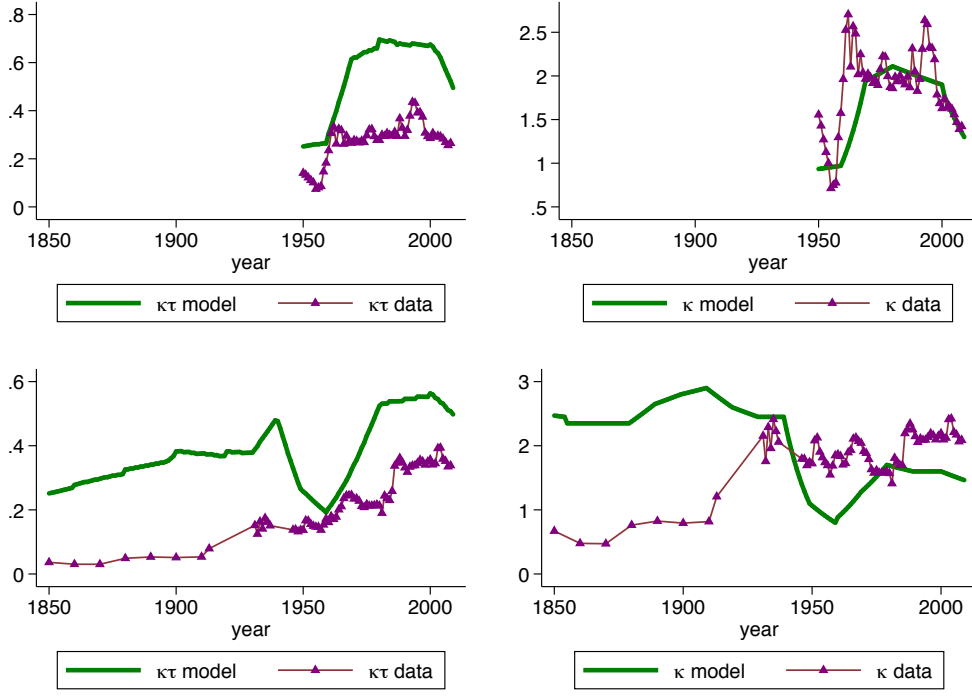 .8
.6
.4
.2
0
1850
1900
1950
2000
year
κτ model
κτ data
2.5
2
1.5
1
.5
1850
1900
1950
2000
year
κ model
κ data
.6
.4
.2
0
1850
1900
1950
2000
year
κτ model
κτ data
3
2
1
0
1850
1900
1950
2000
year
κ model
κ data